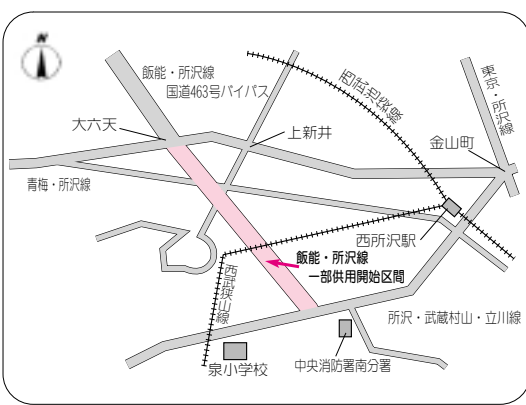 N
飯能・所沢線
国道463号バイパス
西武池袋線
東京・所沢線
大六天
上新井
金山町
青梅・所沢線
西所沢駅
飯能・所沢線
一部供用開始区間
西武狭山線
所沢・武蔵村山・立川線
泉小学校
中央消防署南分署